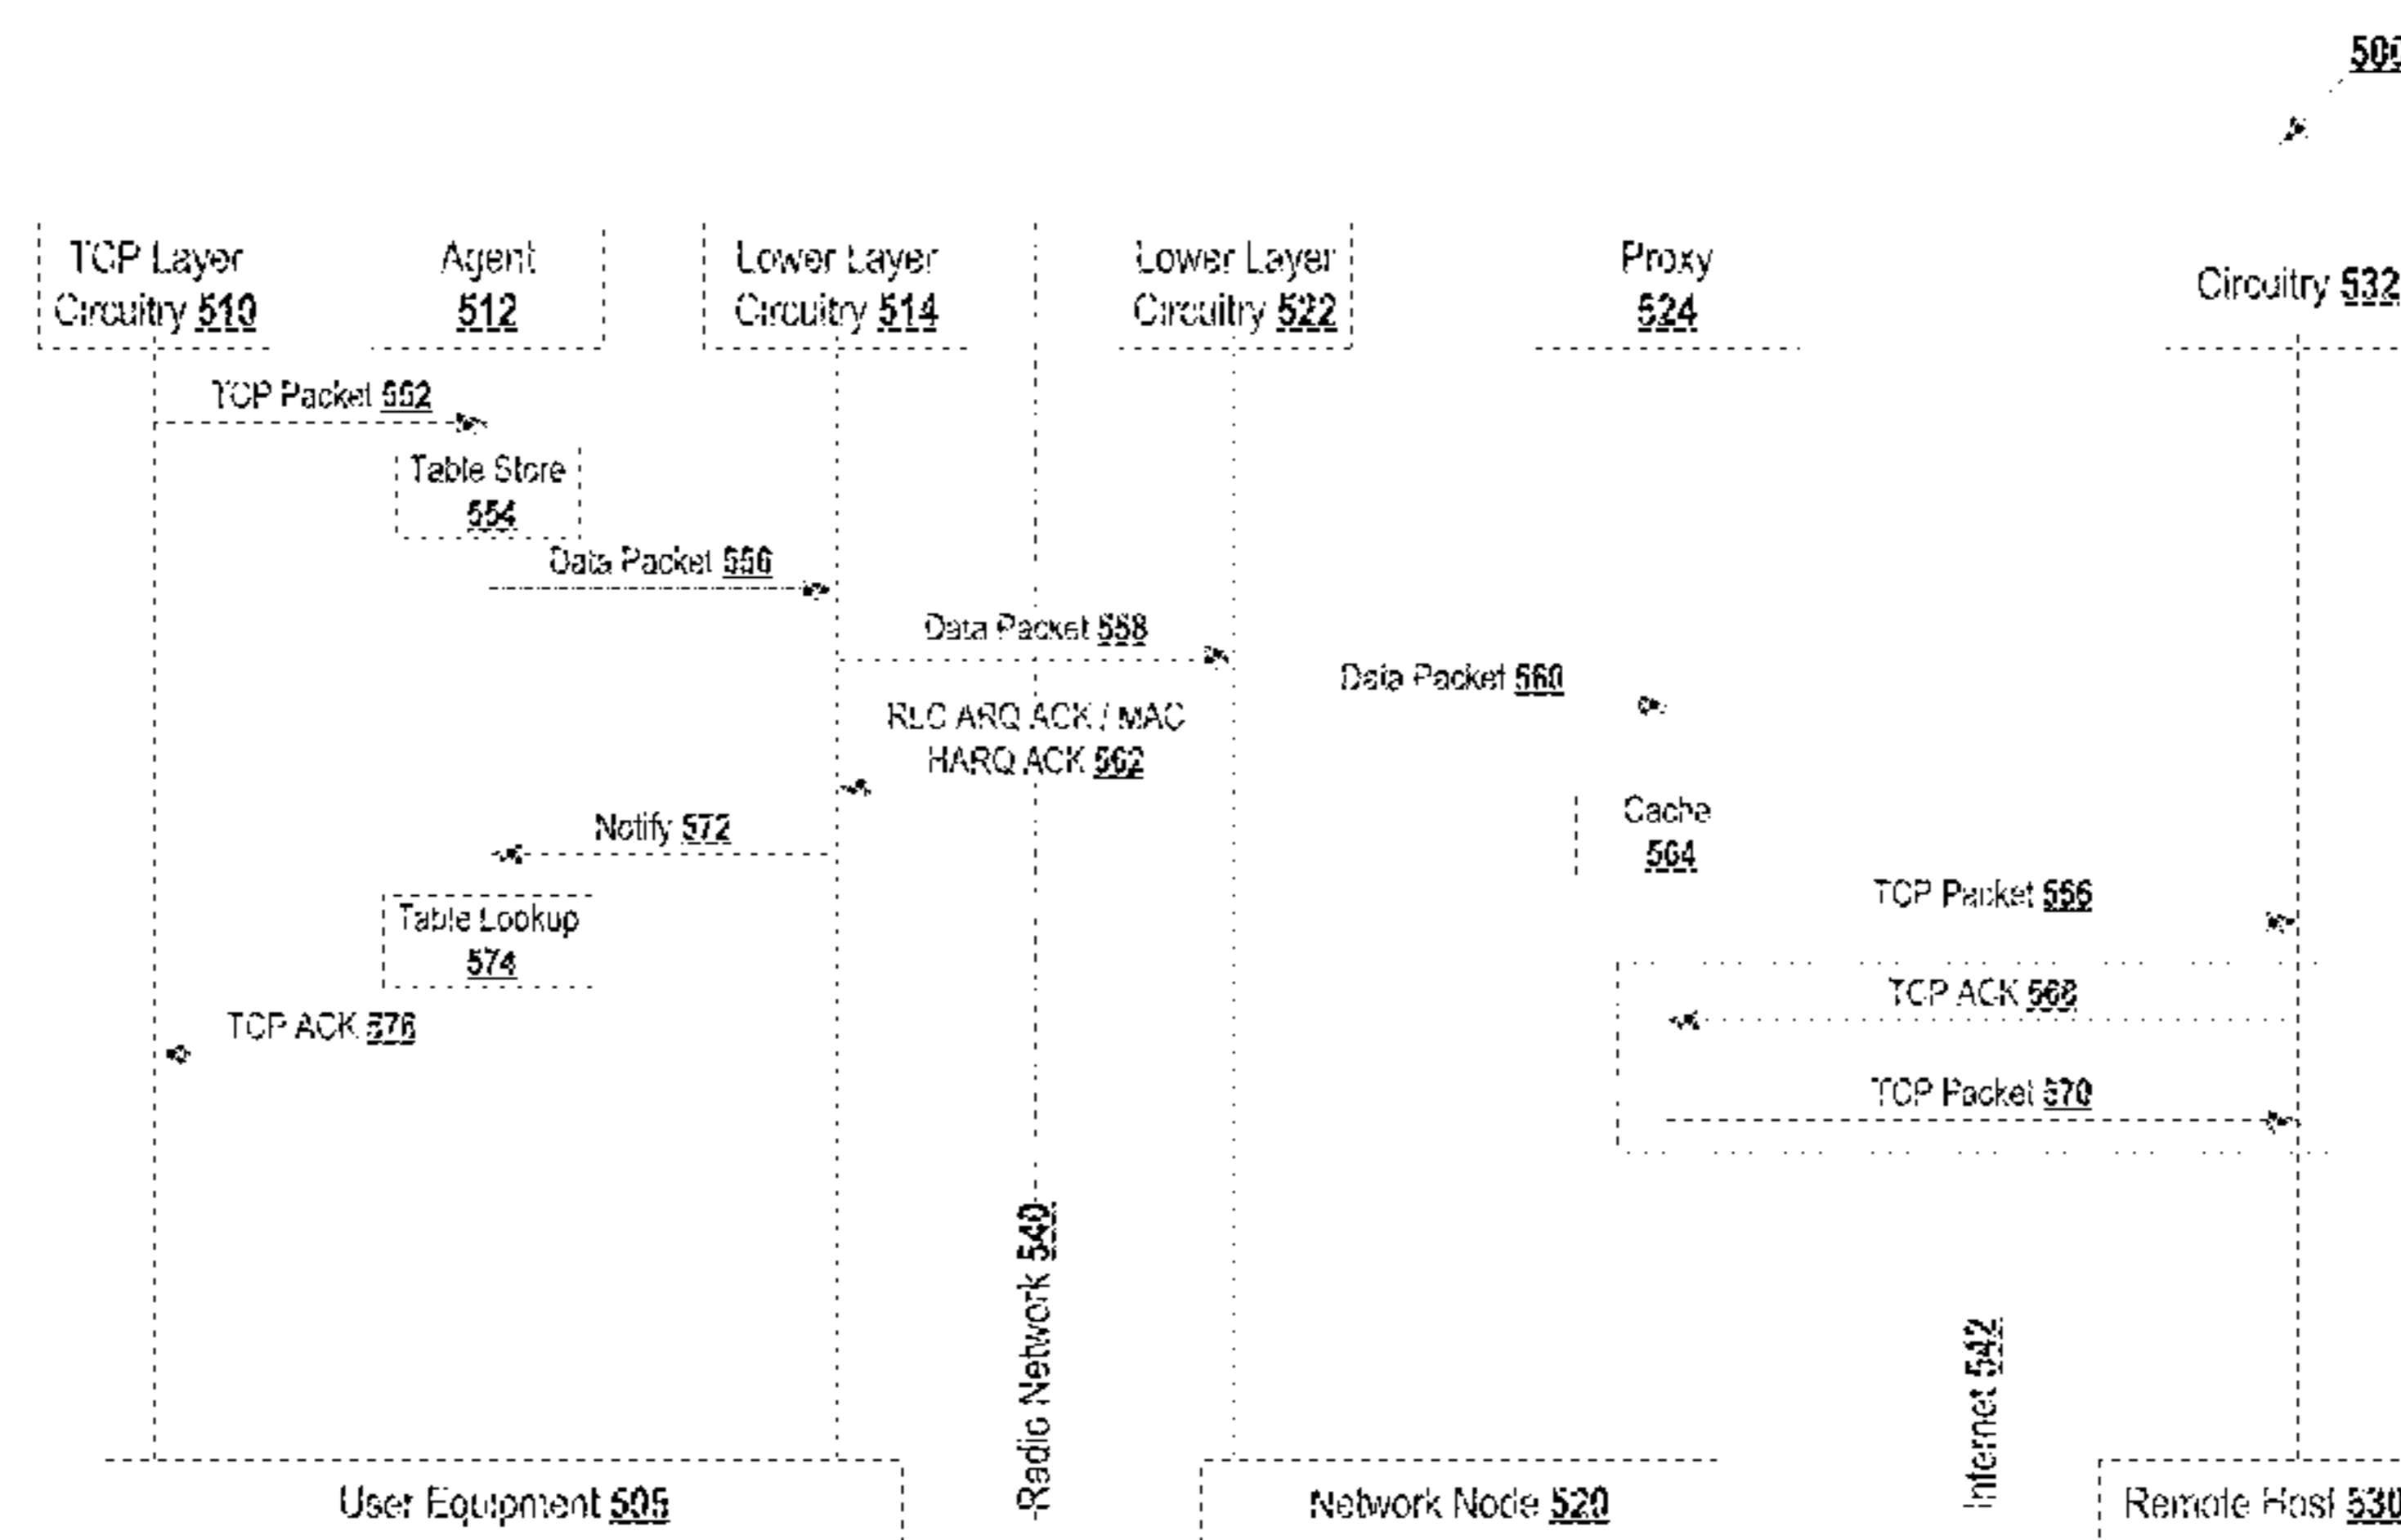 500
TCP Layer
Circuitry 510
Agent
512
Lower Layer
Circuitry 514
Lower Layer
Circuitry 522
Proxy
524
Circuitry 532
TCP Packet 552
Table Store
554
Data Packet 556
Data Packet 558
Data Packet 560
RLC ARQ ACK / MAC
HARQ ACK 562
Notify 572
Cache
564
Table Lookup
574
TCP Packet 566
TCP ACK 568
TCP ACK 576
TCP Packet 570
Radio Network 540
Internet 542
User Equipment 505
Network Node 520
Remote Host 530